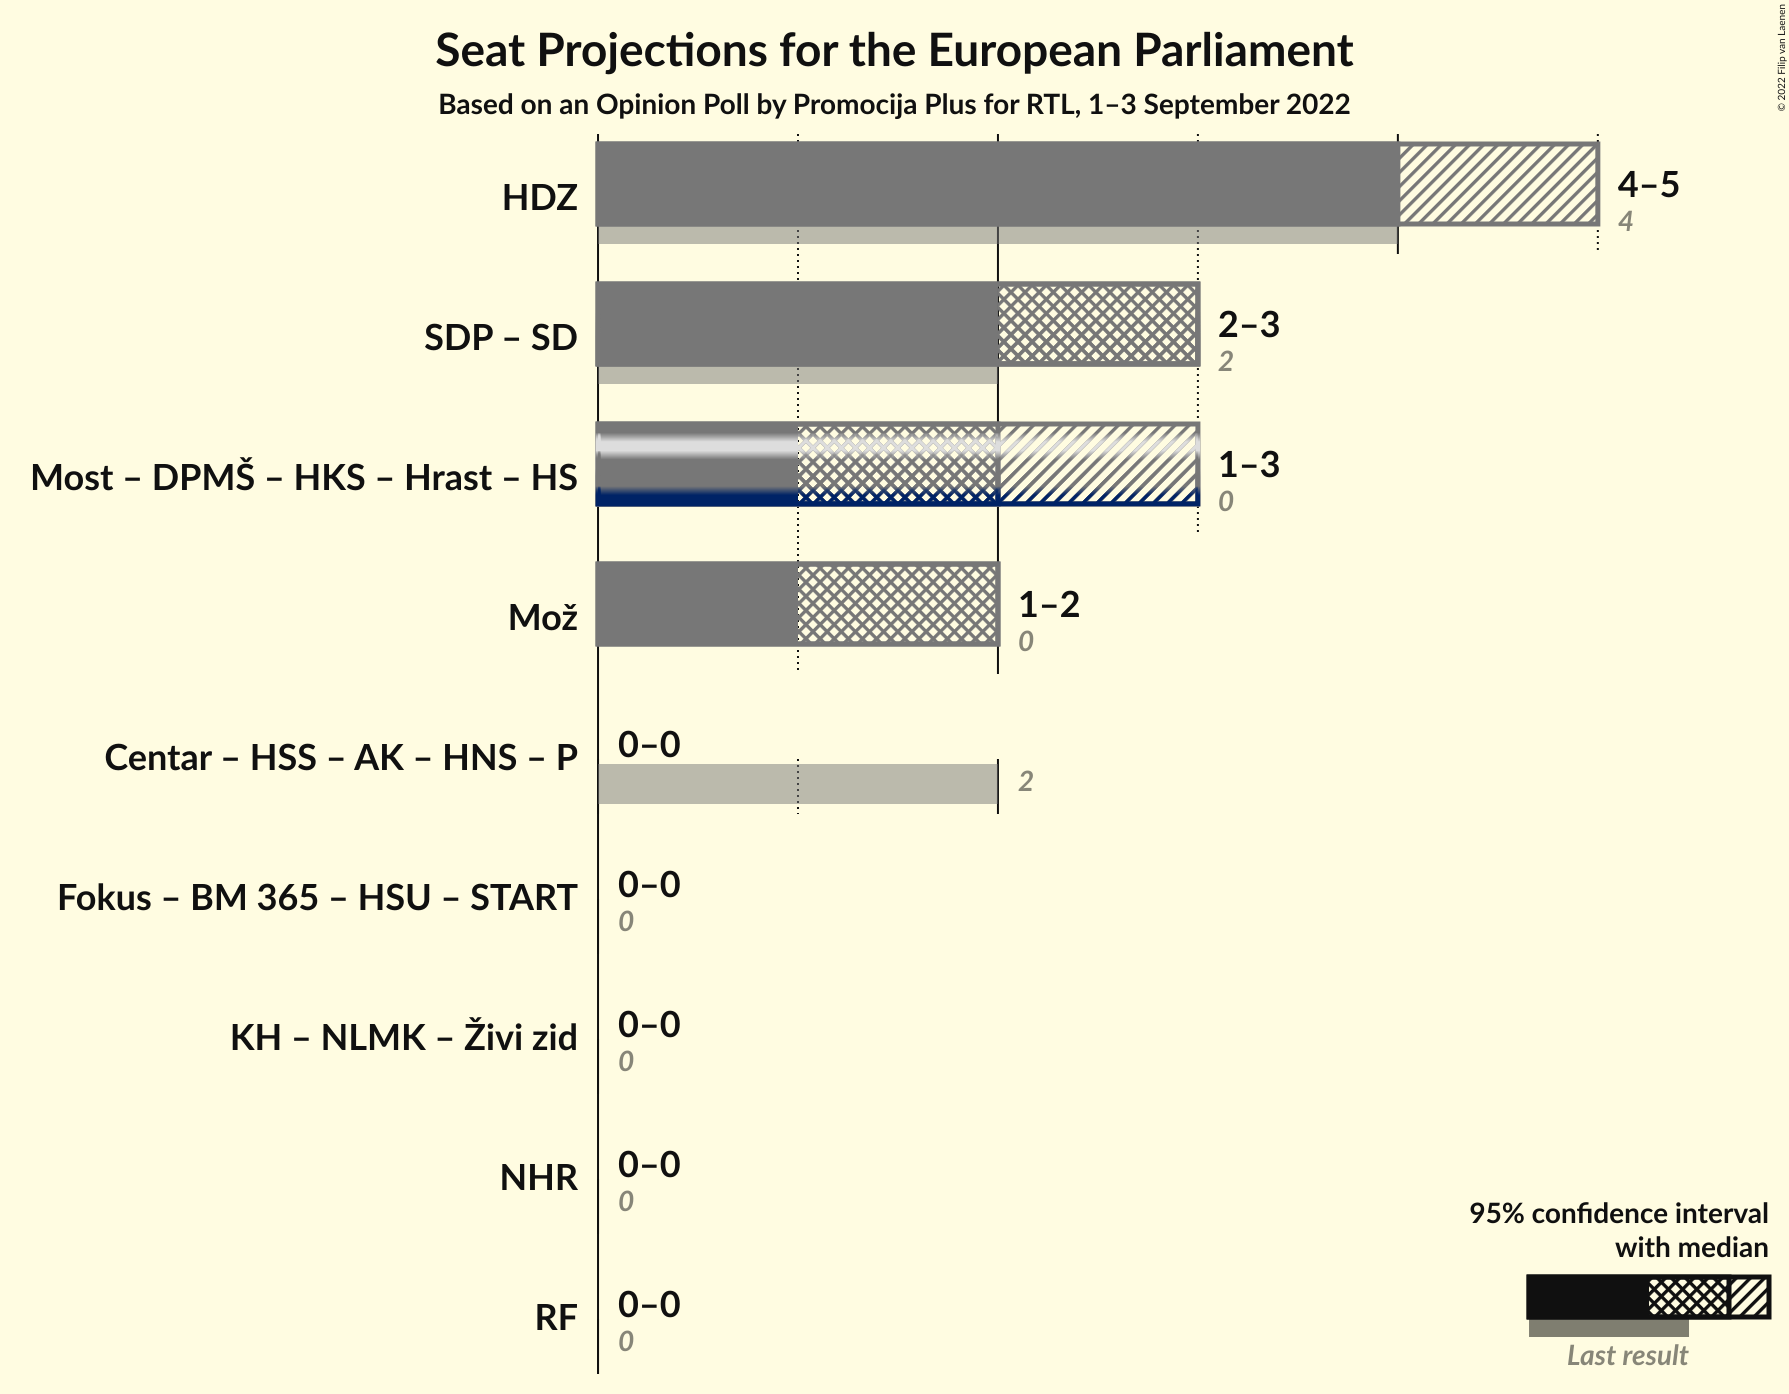 Seat Projections for the European Parliament
Based on an Opinion Poll by Promocija Plus for RTL, 1–3 September 2022
© 2022 Filip van Laenen
HDZ
4–5
4
SDP – SD
2–3
2
Most – DPMŠ – HKS – Hrast – HS
1–3
0
Mož
1–2
0
Centar – HSS – AK – HNS – P
0–0
2
Fokus – BM 365 – HSU – START
0–0
0
KH – NLMK – Živi zid
0–0
0
NHR
0–0
0
RF
0–0
0
95% confidence interval
with median
Last result